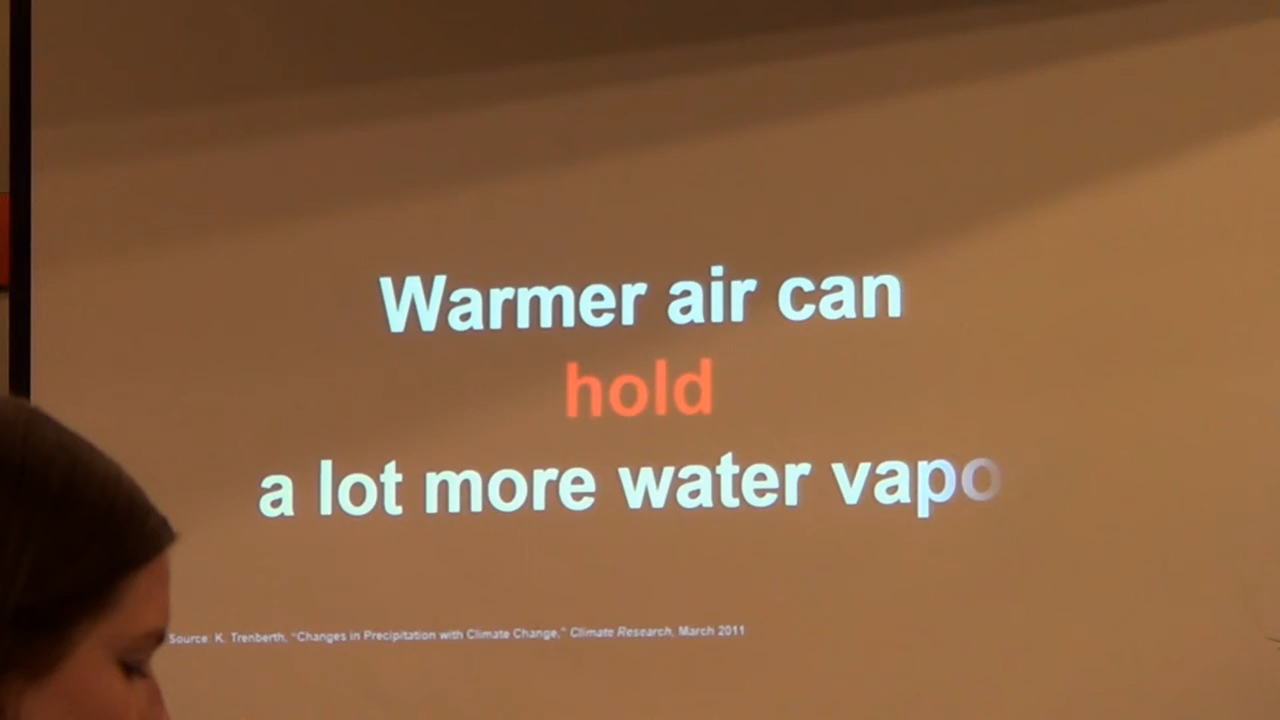 Warmer air can
hold
a lot more water vapo
Source: K. Trenberth, "Changes in Precipitation with Climate Change," Climate Research, March 2011